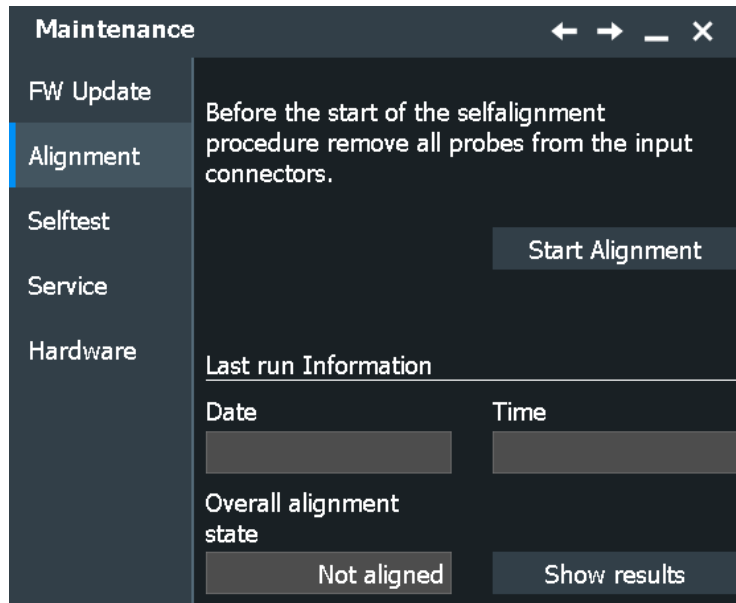 Maintenance
FW Update
Alignment
Selftest
Service
Hardware
Before the start of the selfalignment
procedure remove all probes from the input
connectors.
Start Alignment
Last run Information
Date Time
Overall alignment
state
Not aligned Show results